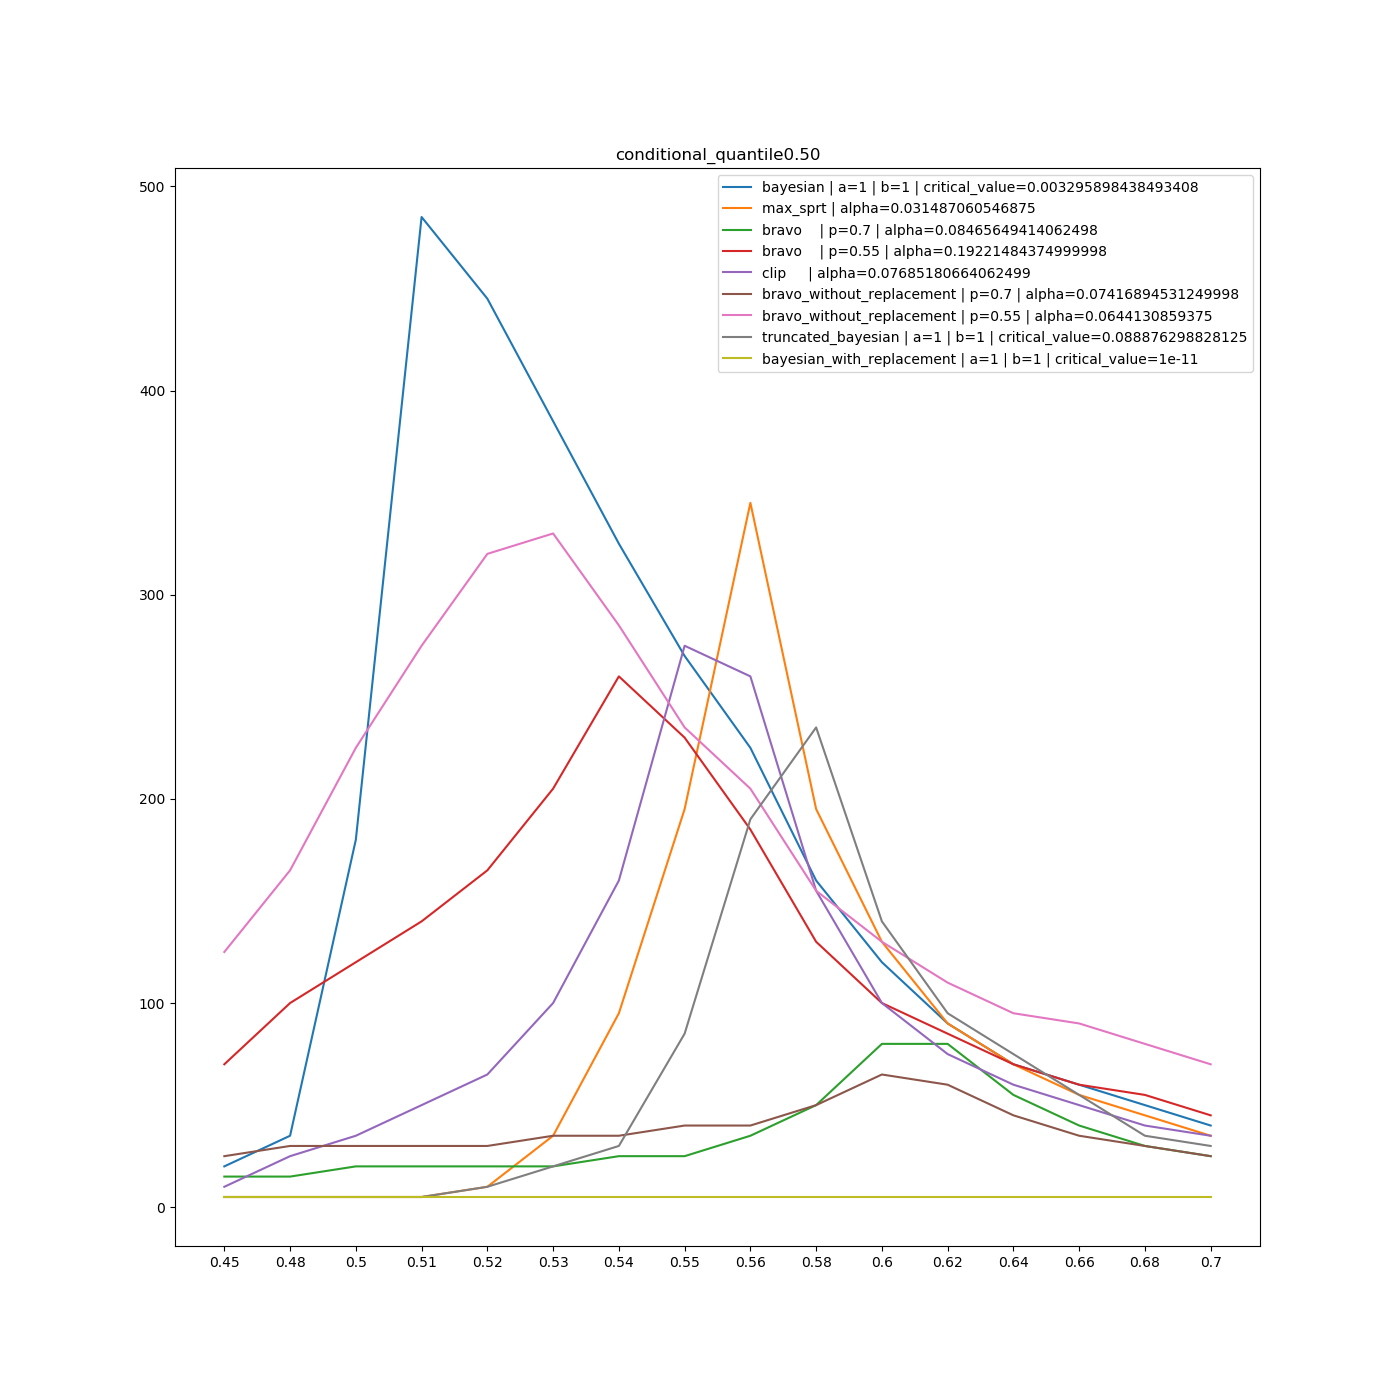 conditional_quantile0.50
500
400
300
200
100
0
bayesian | a=1 | b=1 | critical_value=0.003295898438493408
max_sprt | alpha=0.031487060546875
bravo    | p=0.7 | alpha=0.08465649414062498
bravo    | p=0.55 | alpha=0.19221484374999998
clip     | alpha=0.07685180664062499
bravo_without_replacement | p=0.7 | alpha=0.07416894531249998
bravo_without_replacement | p=0.55 | alpha=0.0644130859375
truncated_bayesian | a=1 | b=1 | critical_value=0.088876298828125
bayesian_with_replacement | a=1 | b=1 | critical_value=1e-11
0.45 0.48 0.5 0.51 0.52 0.53 0.54 0.55 0.56 0.58 0.6 0.62 0.64 0.66 0.68 0.7